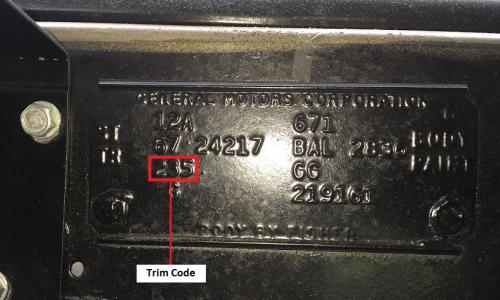 GENERAL MOTORS CORPORATION
12A 671
ST 67 24217 BAL 2836 BODY
TR 235 GG PAINT
219161
BODY BY FISHER
Trim Code